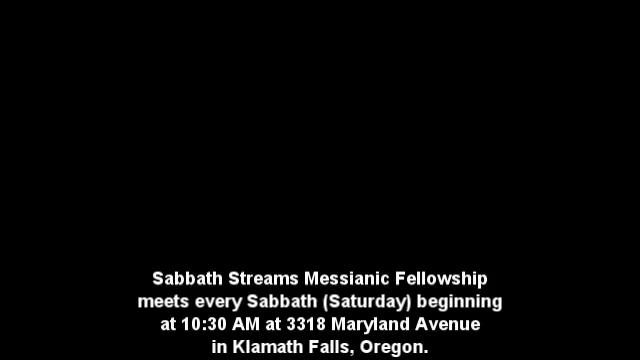 Sabbath Streams Messianic Fellowship
meets every Sabbath (Saturday) beginning
at 10:30 AM at 3318 Maryland Avenue
in Klamath Falls, Oregon.